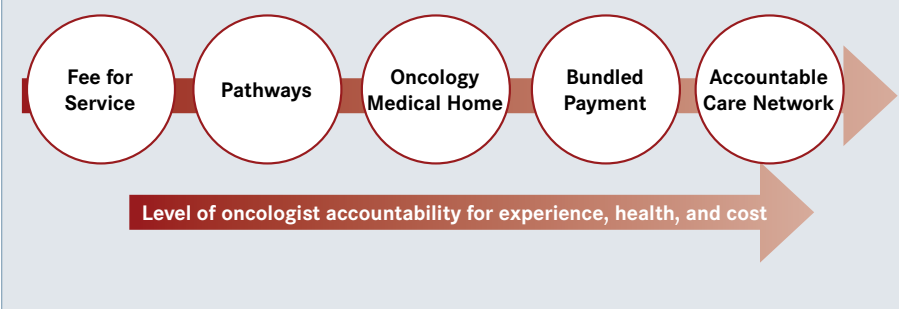 Fee for
Service
Pathways
Oncology
Medical Home
Bundled
Payment
Accountable
Care Network
Level of oncologist accountability for experience, health, and cost